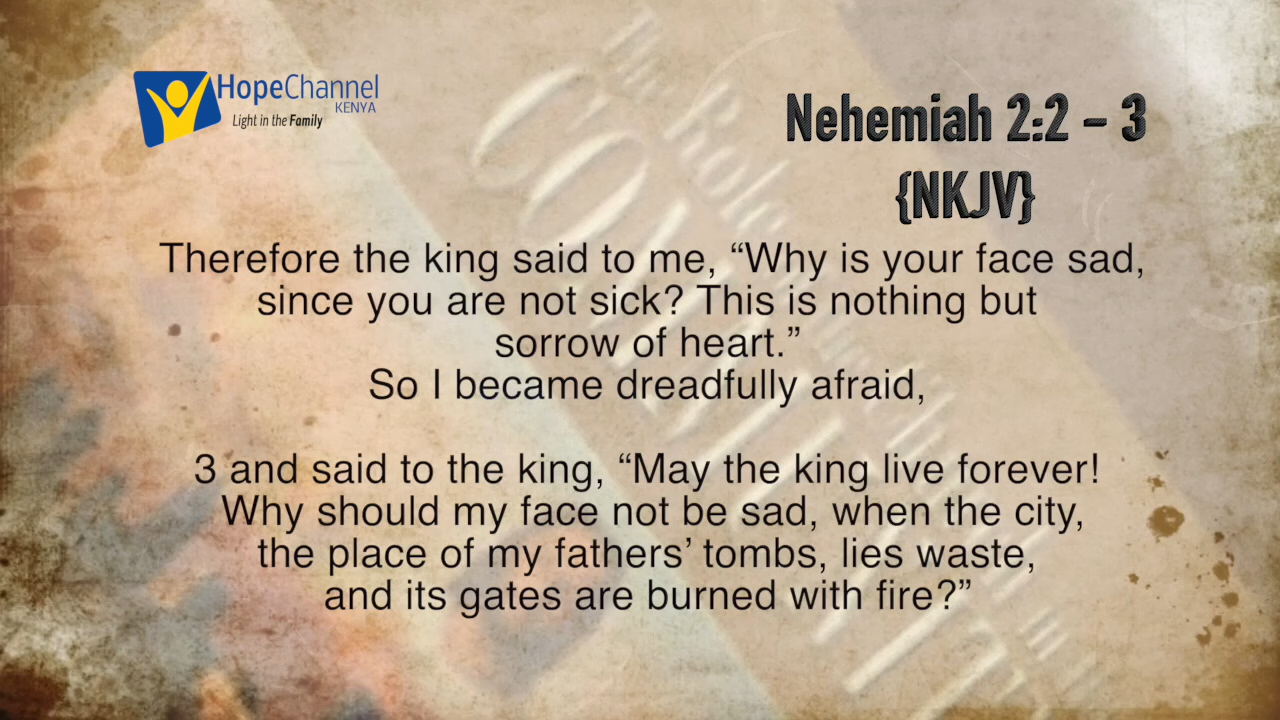 HopeChannel
KENYA
Light in the Family
Nehemiah 2:2 – 3
{NKJV}
Therefore the king said to me, “Why is your face sad,
since you are not sick? This is nothing but
sorrow of heart.”
So I became dreadfully afraid,
3 and said to the king, “May the king live forever!
Why should my face not be sad, when the city,
the place of my fathers’ tombs, lies waste,
and its gates are burned with fire?”